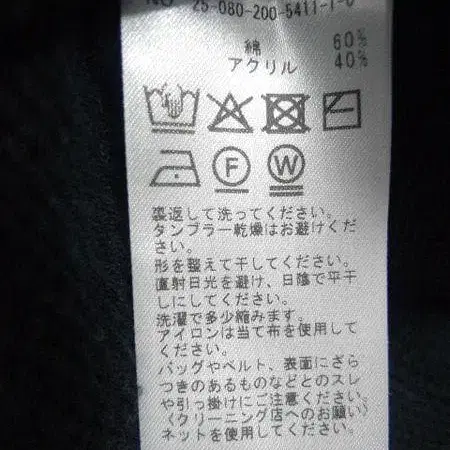 NO 25-080-200-5411-1-0
綿 60%
アクリル 40%
F W
裏返して洗ってください。
タンブラー乾燥はお避けくだ
さい。
形を整えて干してください。
直射日光を避け、日陰で平干
しにしてください。
洗濯で多少縮みます。
アイロンは当て布を使用して
ください。
バッグやベルト、表面にざら
つきのあるものなどとのスレ
や引っ掛けにご注意ください。
〈クリーニング店へのお願い〉
ネットを使用してください。